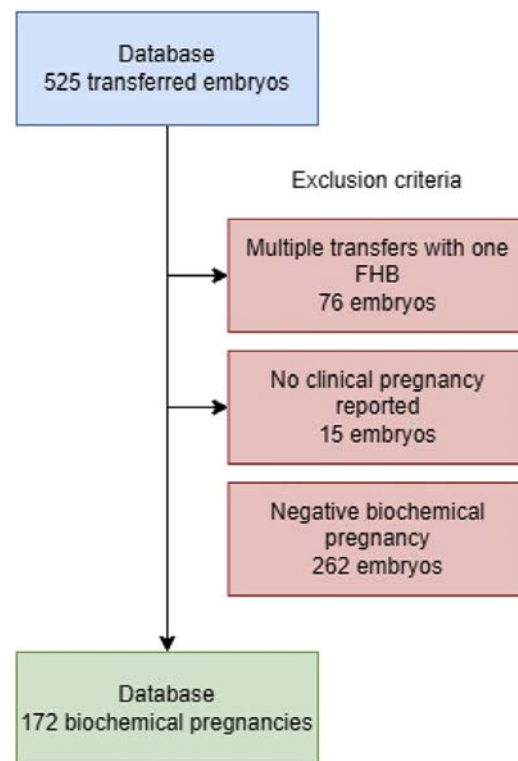 Database
525 transferred embryos
Exclusion criteria
Multiple transfers with one
FHB
76 embryos
No clinical pregnancy
reported
15 embryos
Negative biochemical
pregnancy
262 embryos
Database
172 biochemical pregnancies